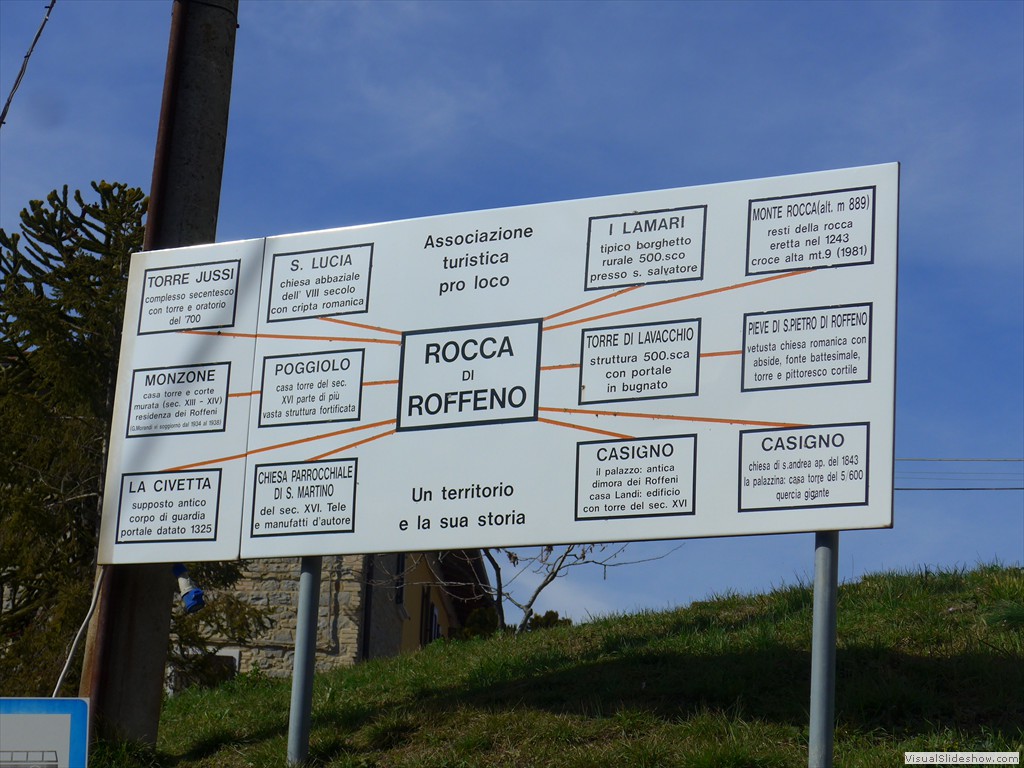 Associazione
turistica
pro loco
TORRE JUSSI
complesso secentesco
con torre e oratorio
del '700
S. LUCIA
chiesa abbaziale
dell' VIII secolo
con cripta romanica
I LAMARI
tipico borghetto
rurale 500.sco
presso s. salvatore
MONTE ROCCA(alt. m 889)
resti della rocca
eretta nel 1243
croce alta mt.9 (1981)
MONZONE
casa torre e corte
murata (sec. XIII - XIV)
residenza dei Roffeni
(G.Morandi vi soggiorno dal 1934 al 1938)
POGGIOLO
casa torre del sec.
XVI parte di più
vasta struttura fortificata
ROCCA
DI
ROFFENO
TORRE DI LAVACCHIO
struttura 500.sca
con portale
in bugnato
PIEVE DI S.PIETRO DI ROFFENO
vetusta chiesa romanica con
abside, fonte battesimale,
torre e pittoresco cortile
LA CIVETTA
supposto antico
corpo di guardia
portale datato 1325
CHIESA PARROCCHIALE
DI S. MARTINO
del sec. XVI. Tele
e manufatti d'autore
Un territorio
e la sua storia
CASIGNO
il palazzo: antica
dimora dei Roffeni
casa Landi: edificio
con torre del sec. XVI
CASIGNO
chiesa di s.andrea ap. del 1843
la palazzina: casa torre del 5/600
quercia gigante
VisualSlideshow.com